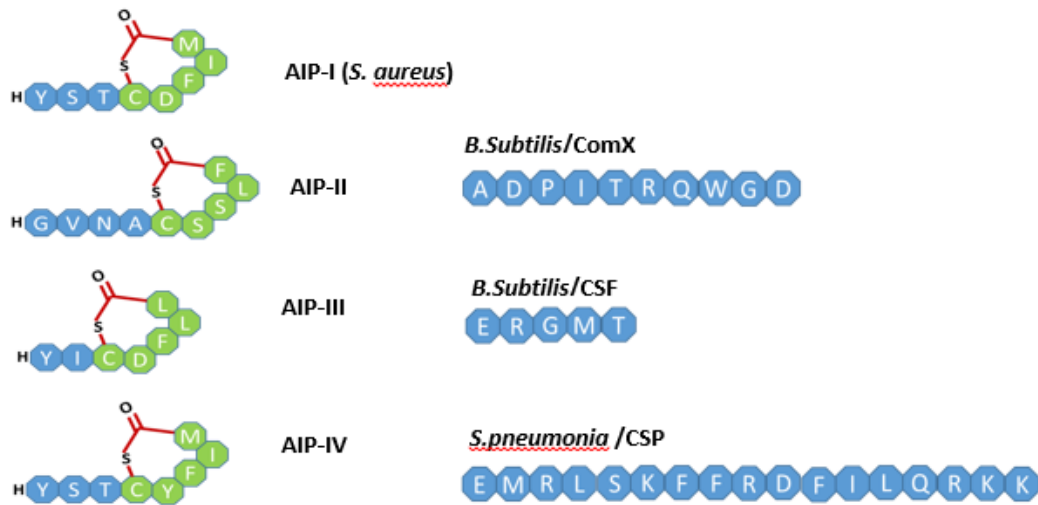 O
S
M
I
F
H Y S T C D
AIP-I (S. aureus)
O
S
F
L
S
H G V N A C S
AIP-II
B.Subtilis/ComX
A D P I T R Q W G D
O
S
L
L
F
H Y I C D
AIP-III
B.Subtilis/CSF
E R G M T
O
S
M
I
F
H Y S T C Y
AIP-IV
S.pneumonia /CSP
E M R L S K F F R D F I L Q R K K